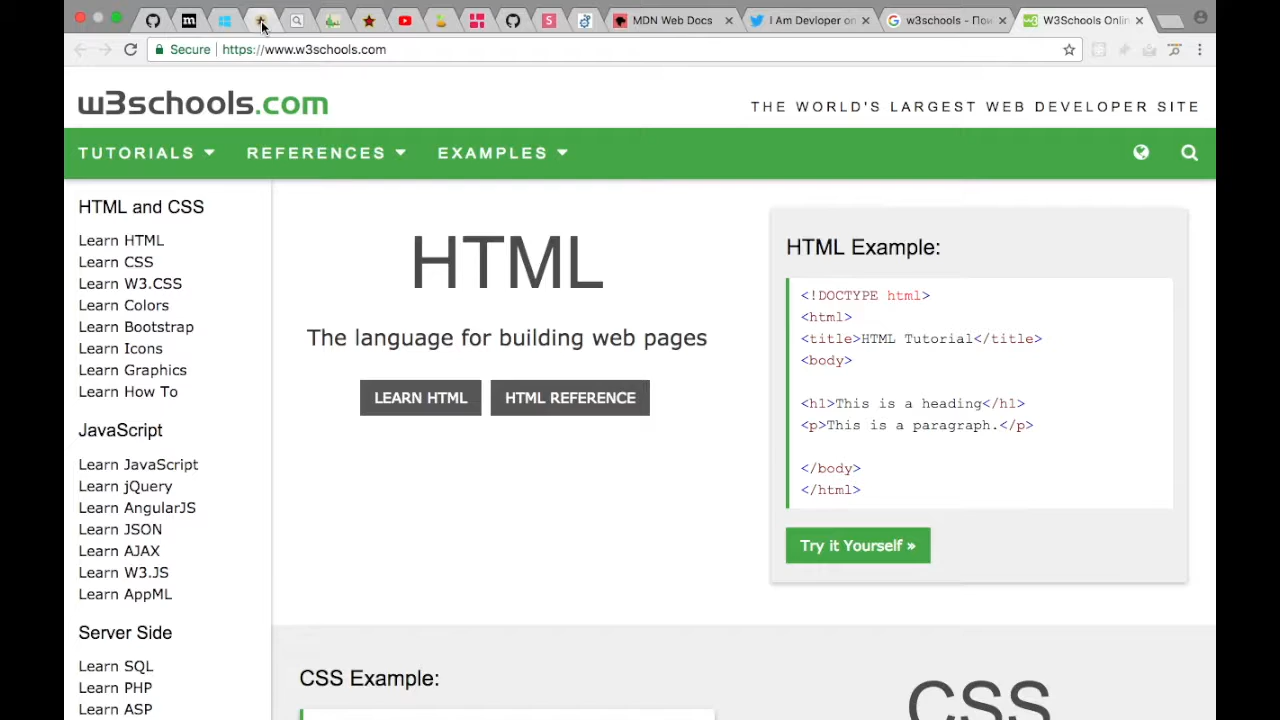 MDN Web Docs
I Am Devloper on
w3schools - Пои
W3Schools Onlin
Secure
https://www.w3schools.com
w3schools.com
THE WORLD'S LARGEST WEB DEVELOPER SITE
TUTORIALS
REFERENCES
EXAMPLES
HTML and CSS
Learn HTML
Learn CSS
Learn W3.CSS
Learn Colors
Learn Bootstrap
Learn Icons
Learn Graphics
Learn How To
JavaScript
Learn JavaScript
Learn jQuery
Learn AngularJS
Learn JSON
Learn AJAX
Learn W3.JS
Learn AppML
Server Side
Learn SQL
Learn PHP
Learn ASP
HTML
The language for building web pages
LEARN HTML
HTML REFERENCE
HTML Example:
<!DOCTYPE html>
<html>
<title>HTML Tutorial</title>
<body>
<h1>This is a heading</h1>
<p>This is a paragraph.</p>
</body>
</html>
Try it Yourself »
CSS Example:
CSS